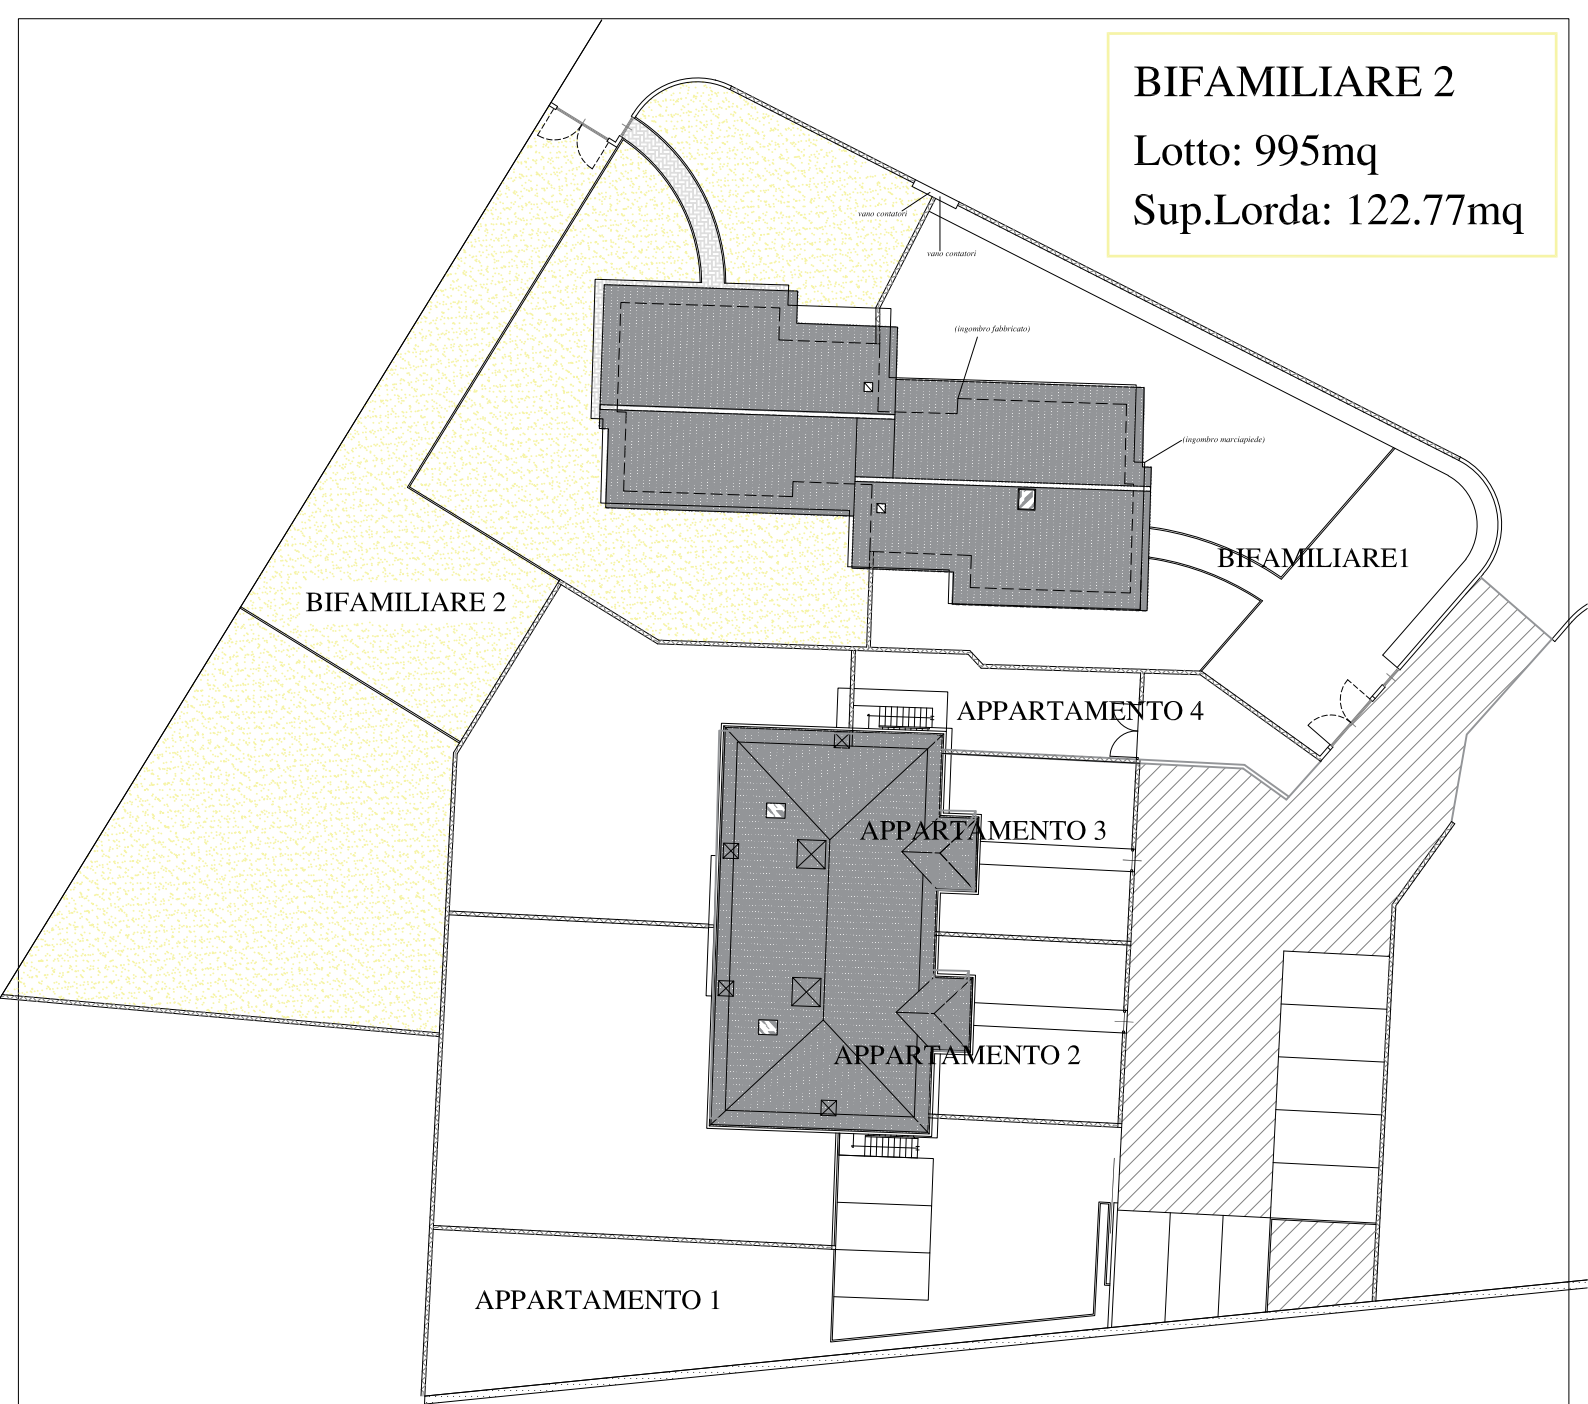 BIFAMILIARE 2
Lotto: 995mq
Sup.Lorda: 122.77mq
vano contatori
vano contatori
(ingombro fabbricato)
(ingombro marciapiede)
BIFAMILIARE1
BIFAMILIARE 2
APPARTAMENTO 4
APPARTAMENTO 3
APPARTAMENTO 2
APPARTAMENTO 1